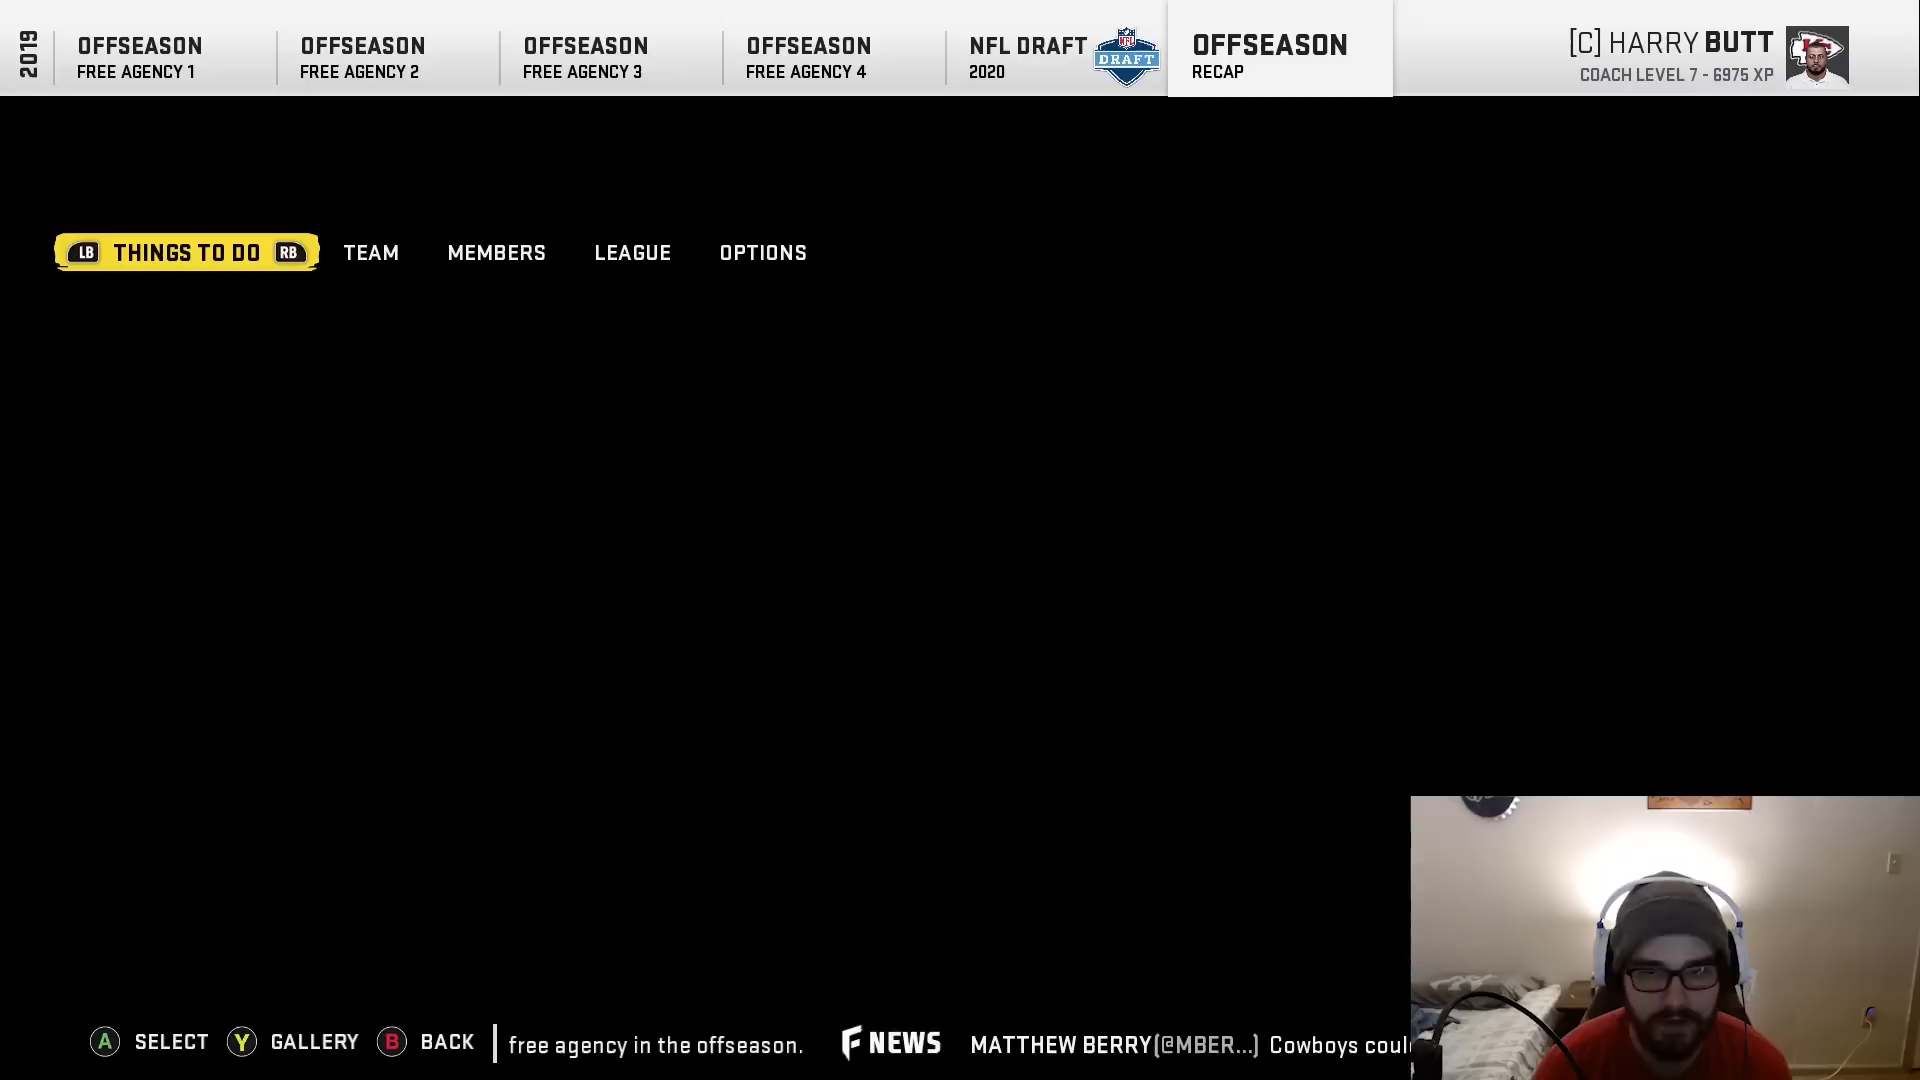 2019
OFFSEASON
FREE AGENCY 1
OFFSEASON
FREE AGENCY 2
OFFSEASON
FREE AGENCY 3
OFFSEASON
FREE AGENCY 4
NFL DRAFT
2020
NFL
DRAFT
OFFSEASON
RECAP
[C] HARRY BUTT
COACH LEVEL 7 - 6975 XP
LB THINGS TO DO RB
TEAM
MEMBERS
LEAGUE
OPTIONS
A SELECT Y GALLERY B BACK
free agency in the offseason. F NEWS MATTHEW BERRY(@MBER...) Cowboys coul